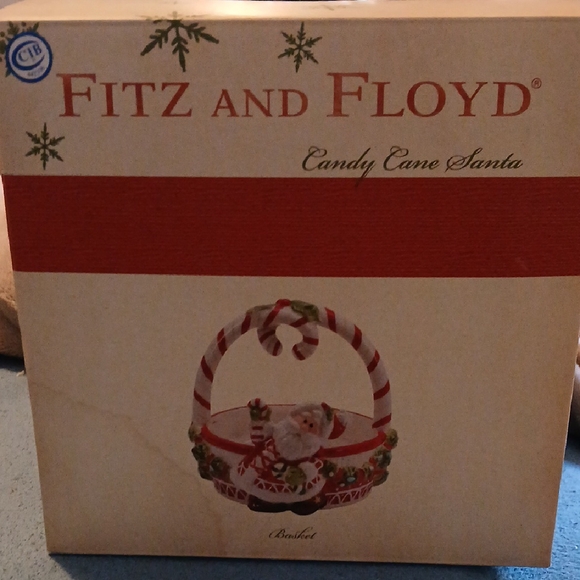 CIB
FITZ AND FLOYD®
Candy Cane Santa
Basket